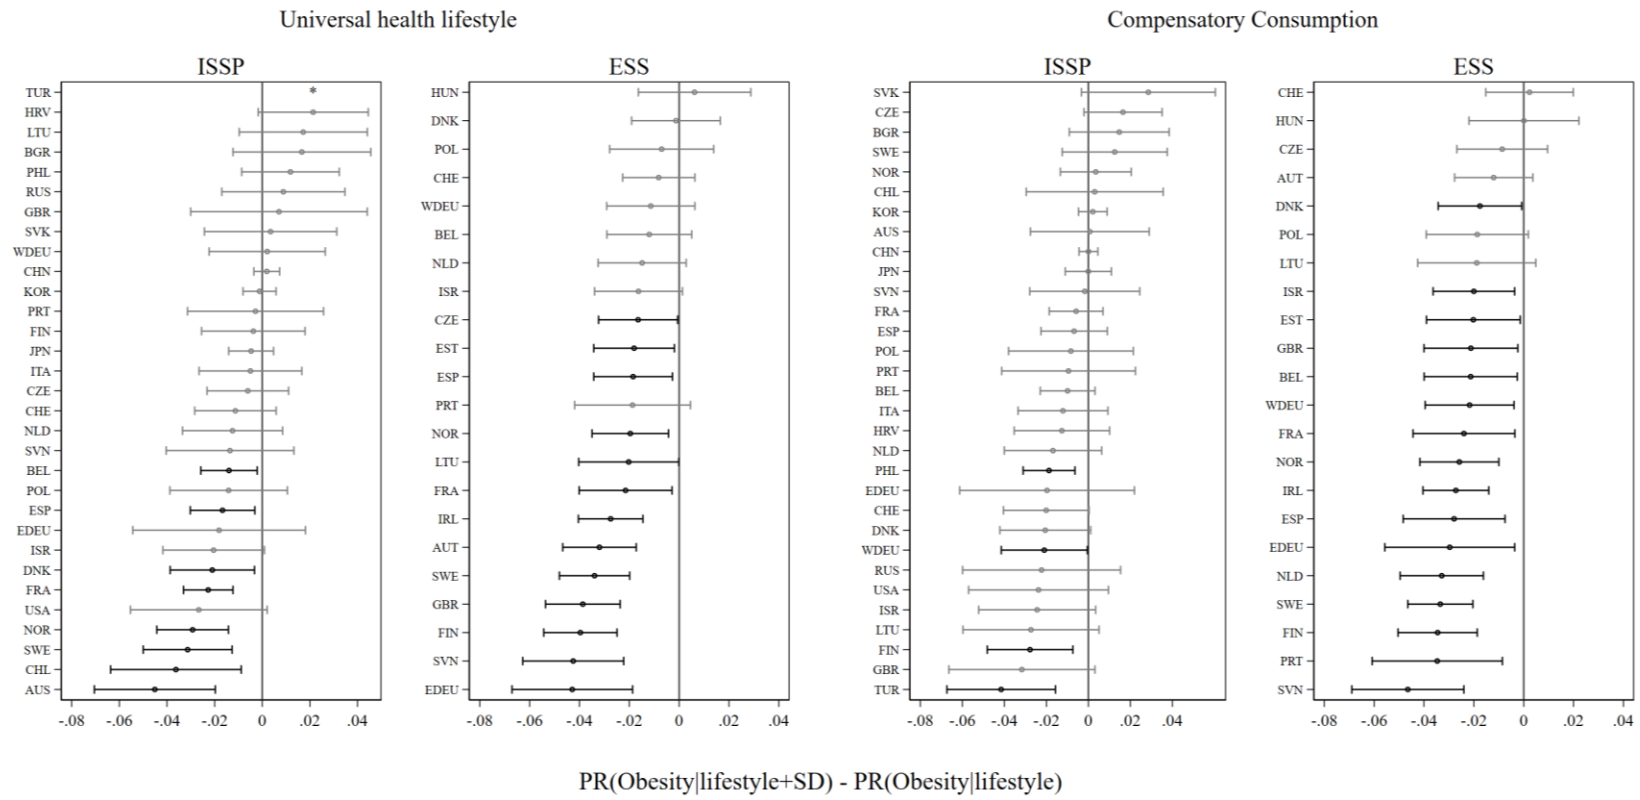 Universal health lifestyle
Compensatory Consumption
ISSP
TUR
*
HRV
LTU
BGR
PHL
RUS
GBR
SVK
WDEU
CHN
KOR
PRT
FIN
JPN
ITA
CZE
CHE
NLD
SVN
BEL
POL
ESP
EDEU
ISR
DNK
FRA
USA
NOR
SWE
CHL
AUS
-.08 -.06 -.04 -.02 0 .02 .04
ESS
HUN
DNK
POL
CHE
WDEU
BEL
NLD
ISR
CZE
EST
ESP
PRT
NOR
LTU
FRA
IRL
AUT
SWE
GBR
FIN
SVN
EDEU
-.08 -.06 -.04 -.02 0 .02 .04
ISSP
SVK
CZE
BGR
SWE
NOR
CHL
KOR
AUS
CHN
JPN
SVN
FRA
ESP
POL
PRT
BEL
ITA
HRV
NLD
PHL
EDEU
CHE
DNK
WDEU
RUS
USA
ISR
LTU
FIN
GBR
TUR
-.08 -.06 -.04 -.02 0 .02 .04 .06
ESS
CHE
HUN
CZE
AUT
DNK
POL
LTU
ISR
EST
GBR
BEL
WDEU
FRA
NOR
IRL
ESP
EDEU
NLD
SWE
FIN
PRT
SVN
-.08 -.06 -.04 -.02 0 .02 .04
PR(Obesity|lifestyle+SD) - PR(Obesity|lifestyle)